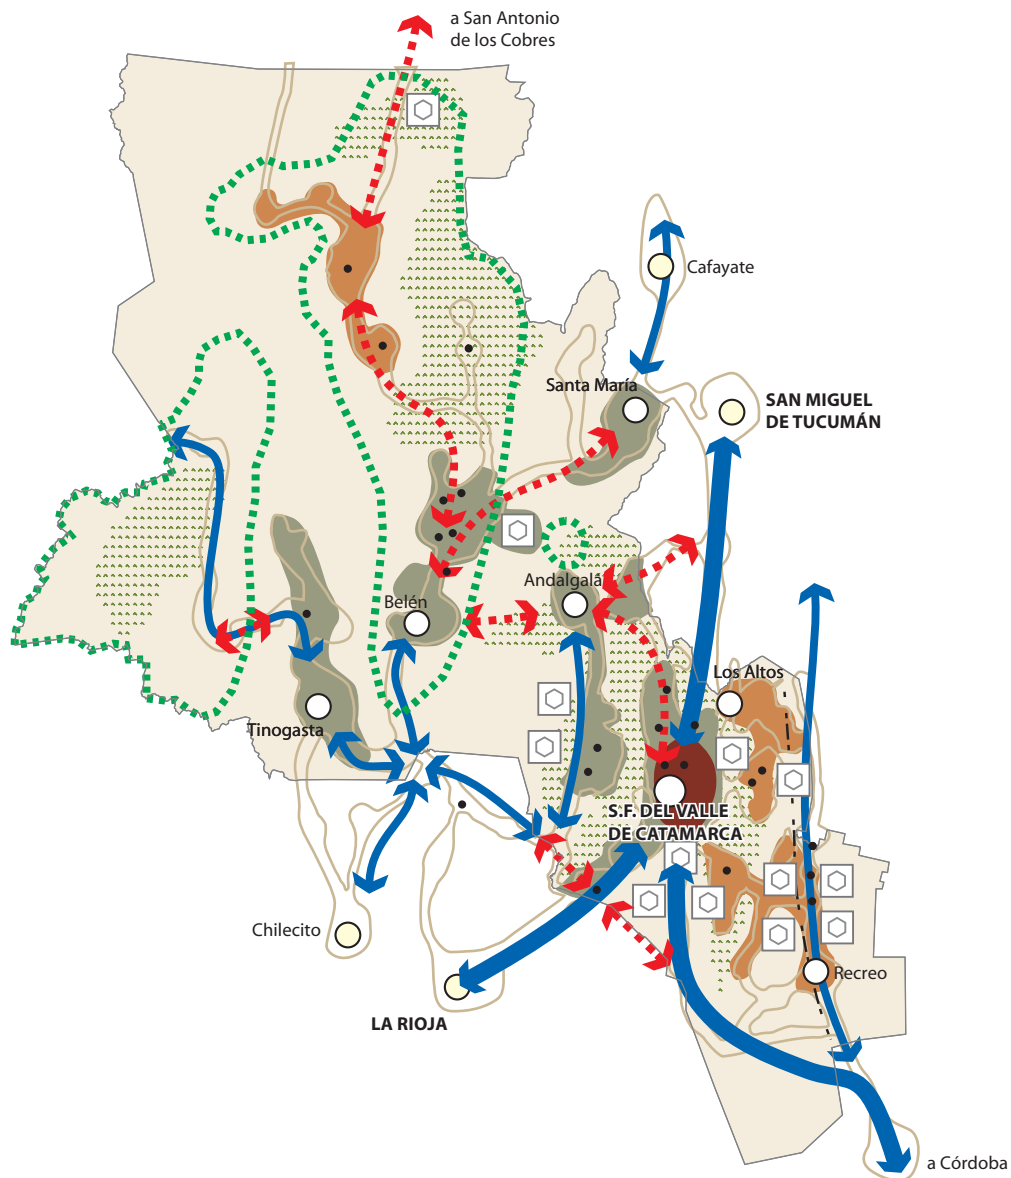 a San Antonio
de los Cobres
Cafayate
Santa María
SAN MIGUEL
DE TUCUMÁN
Andalgalá
Belén
Los Altos
Tinogasta
S.F. DEL VALLE
DE CATAMARCA
Chilecito
Recreo
LA RIOJA
a Córdoba